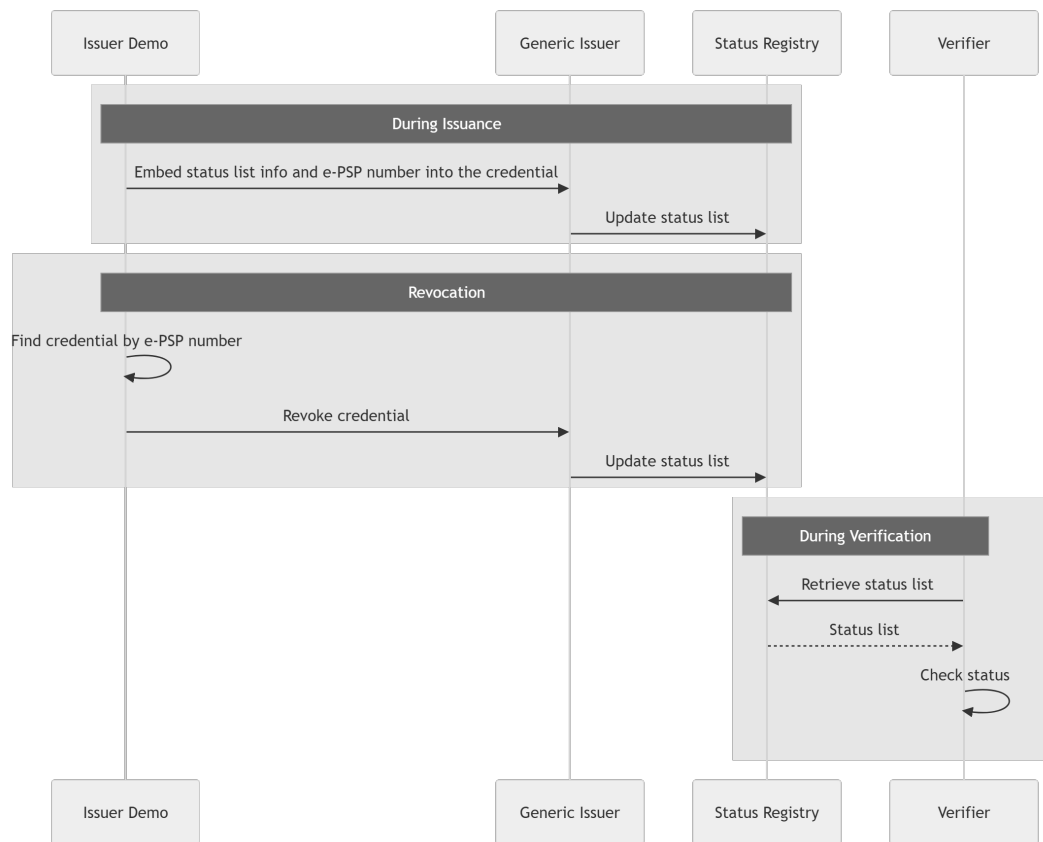 Issuer Demo
Generic Issuer
Status Registry
Verifier
During Issuance
Embed status list info and e-PSP number into the credential
Update status list
Revocation
Find credential by e-PSP number
Revoke credential
Update status list
During Verification
Retrieve status list
Status list
Check status
Issuer Demo
Generic Issuer
Status Registry
Verifier